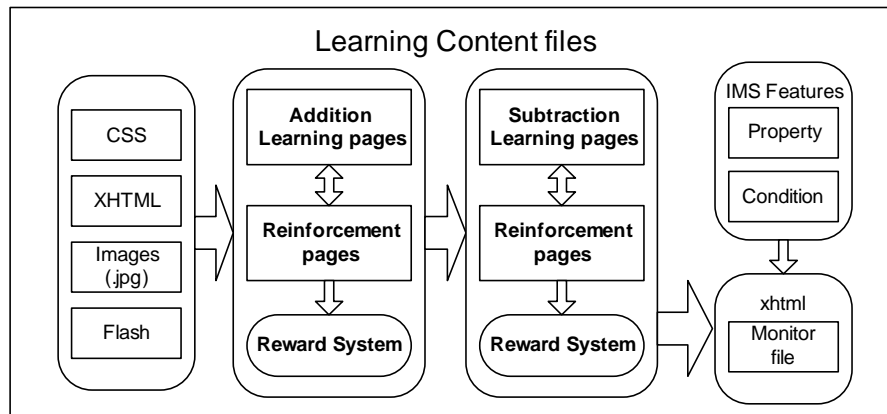 Learning Content files
CSS
XHTML
Images
(.jpg)
Flash
Addition
Learning pages
Reinforcement
pages
Reward System
Subtraction
Learning pages
Reinforcement
pages
Reward System
IMS Features
Property
Condition
xhtml
Monitor
file